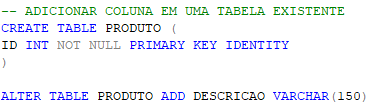 -- ADICIONAR COLUNA EM UMA TABELA EXISTENTE
CREATE TABLE PRODUTO (
ID INT NOT NULL PRIMARY KEY IDENTITY
)
ALTER TABLE PRODUTO ADD DESCRICAO VARCHAR(150)